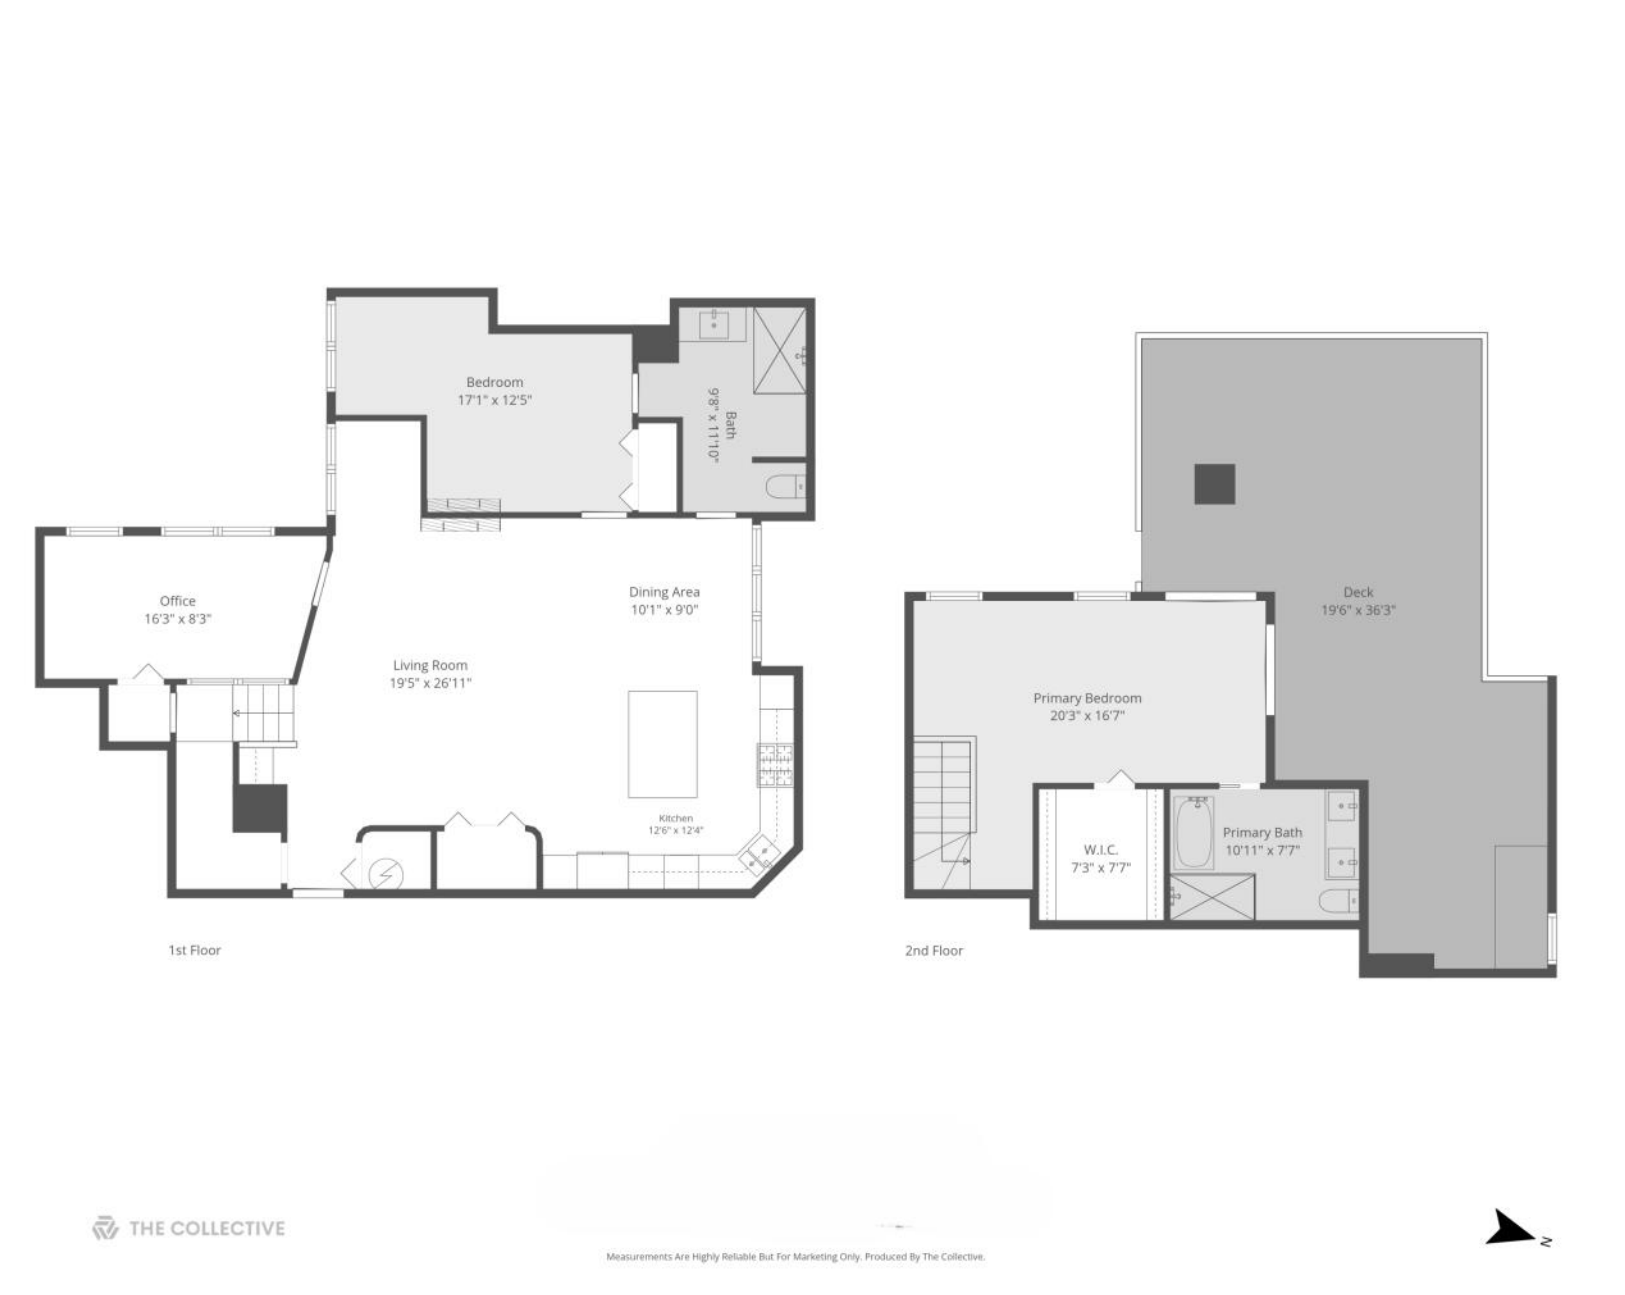 Bedroom
17'1" x 12'5"
Bath
9'8" x 11'10"
Office
16'3" x 8'3"
Dining Area
10'1" x 9'0"
Living Room
19'5" x 26'11"
Kitchen
12'6" x 12'4"
1st Floor
Deck
19'6" x 36'3"
Primary Bedroom
20'3" x 16'7"
W.I.C.
7'3" x 7'7"
Primary Bath
10'11" x 7'7"
2nd Floor
THE COLLECTIVE
Measurements Are Highly Reliable But For Marketing Only. Produced By The Collective.
N